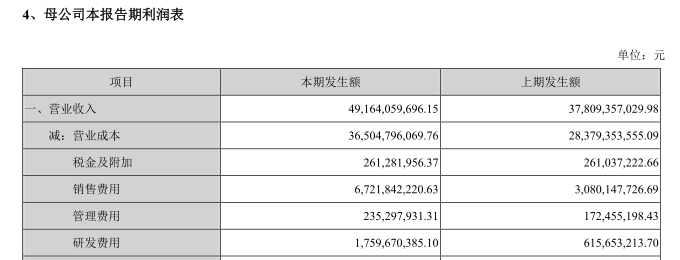 4、母公司本报告期利润表
单位：元
项目 本期发生额 上期发生额
一、营业收入 49,164,059,696.15 37,809,357,029.98
减：营业成本 36,504,796,069.76 28,379,353,555.09
税金及附加 261,281,956.37 261,037,222.66
销售费用 6,721,842,220.63 3,080,147,726.69
管理费用 235,297,931.31 172,455,198.43
研发费用 1,759,670,385.10 615,653,213.70